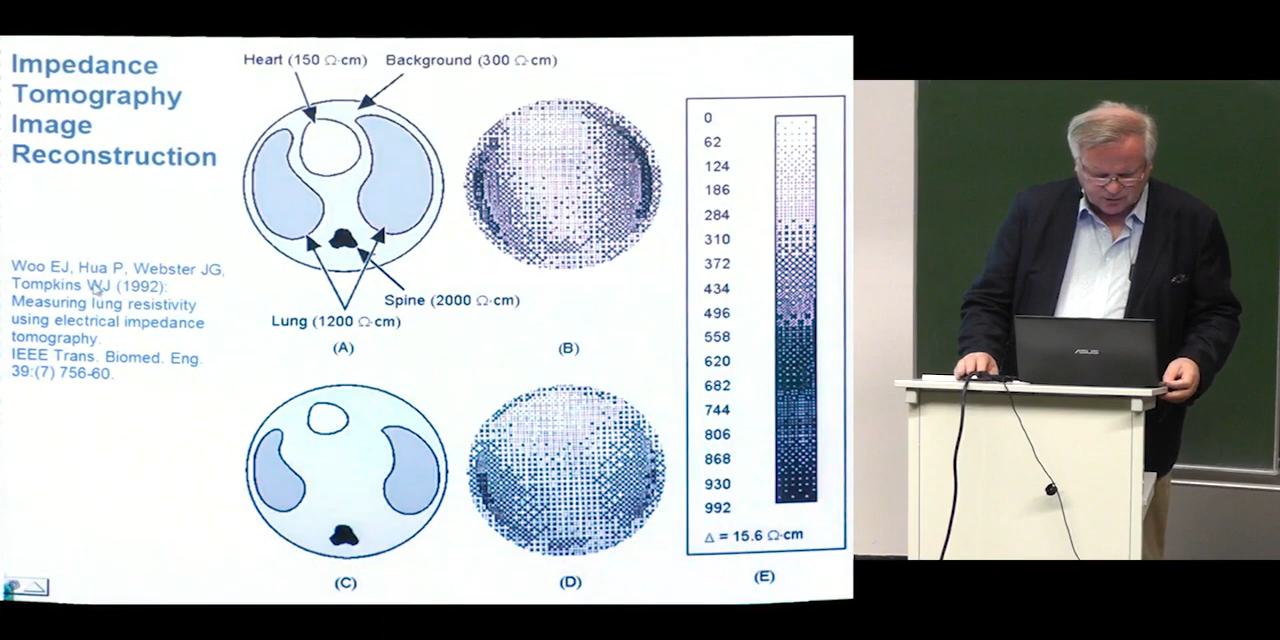 Impedance
Tomography
Image
Reconstruction
Woo EJ, Hua P, Webster JG,
Tompkins WJ (1992):
Measuring lung resistivity
using electrical impedance
tomography.
IEEE Trans. Biomed. Eng.
39:(7) 756-60.
Heart (150 Ω·cm)
Background (300 Ω·cm)
Spine (2000 Ω·cm)
Lung (1200 Ω·cm)
(A)
(B)
(C)
(D)
0
62
124
186
284
310
372
434
496
558
620
682
744
806
868
930
992
Δ = 15.6 Ω·cm
(E)
ASUS